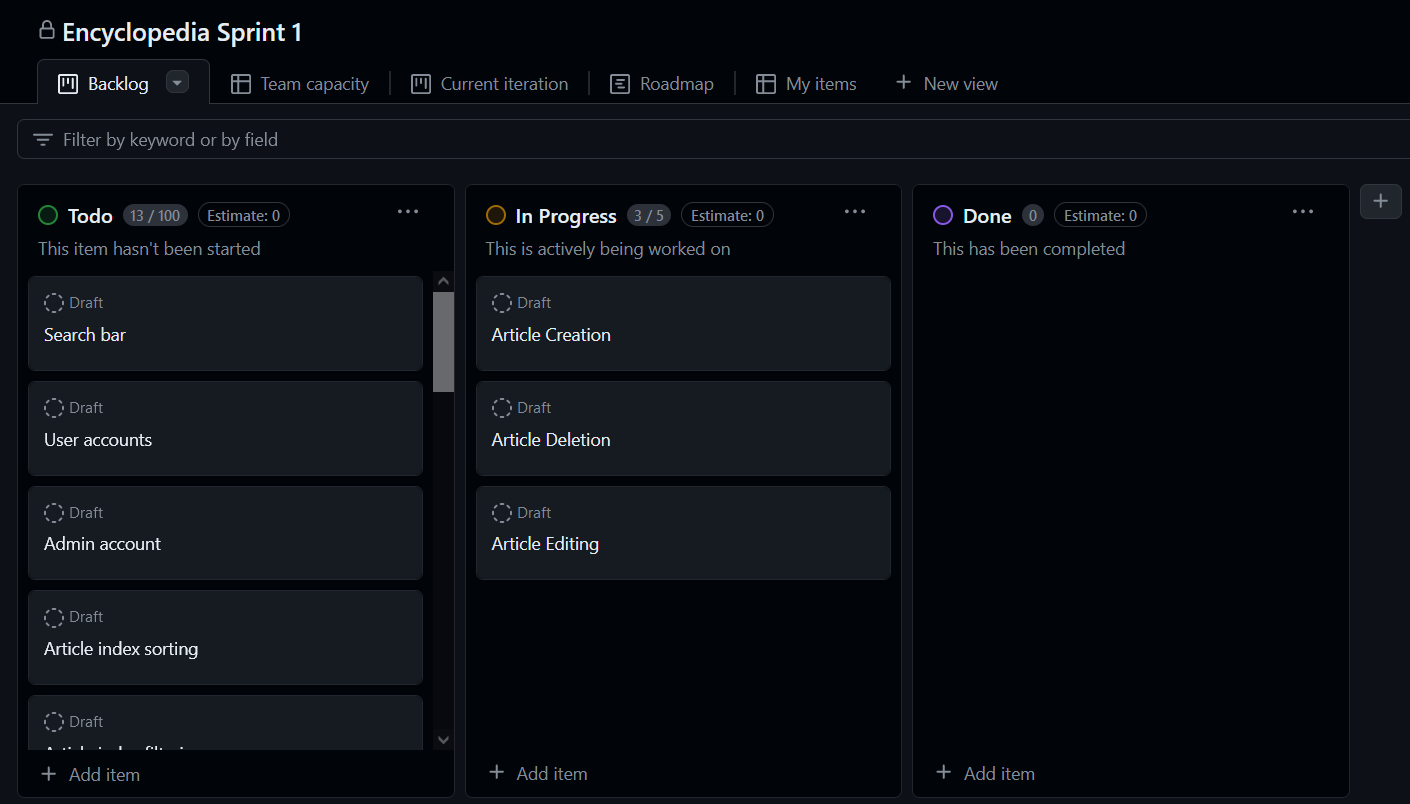 Encyclopedia Sprint 1
Backlog
Team capacity
Current iteration
Roadmap
My items
New view
Filter by keyword or by field
Todo 13 / 100 Estimate: 0
This item hasn't been started
Draft
Search bar
Draft
User accounts
Draft
Admin account
Draft
Article index sorting
Draft
Add item
In Progress 3 / 5 Estimate: 0
This is actively being worked on
Draft
Article Creation
Draft
Article Deletion
Draft
Article Editing
Add item
Done 0 Estimate: 0
This has been completed
Add item